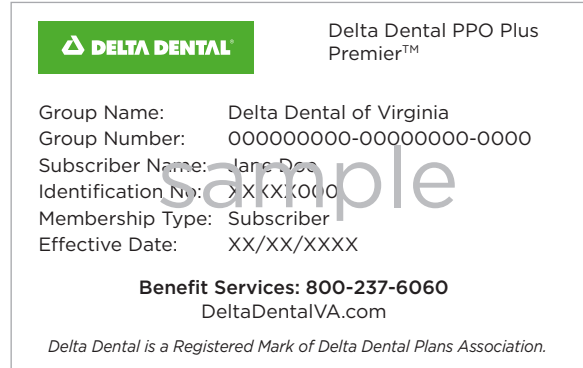 DELTA DENTAL®
Delta Dental PPO Plus
Premier™
Group Name: Delta Dental of Virginia
Group Number: 000000000-00000000-0000
Subscriber Name: Jane Doe
Identification No: XXXXX000
Membership Type: Subscriber
Effective Date: XX/XX/XXXX
sample
Benefit Services: 800-237-6060
DeltaDentalVA.com
Delta Dental is a Registered Mark of Delta Dental Plans Association.